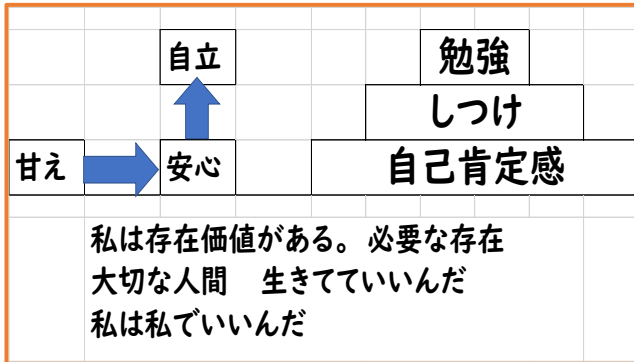 自立
勉強
しつけ
甘え
安心
自己肯定感
私は存在価値がある。必要な存在
大切な人間　生きてていいんだ
私は私でいいんだ